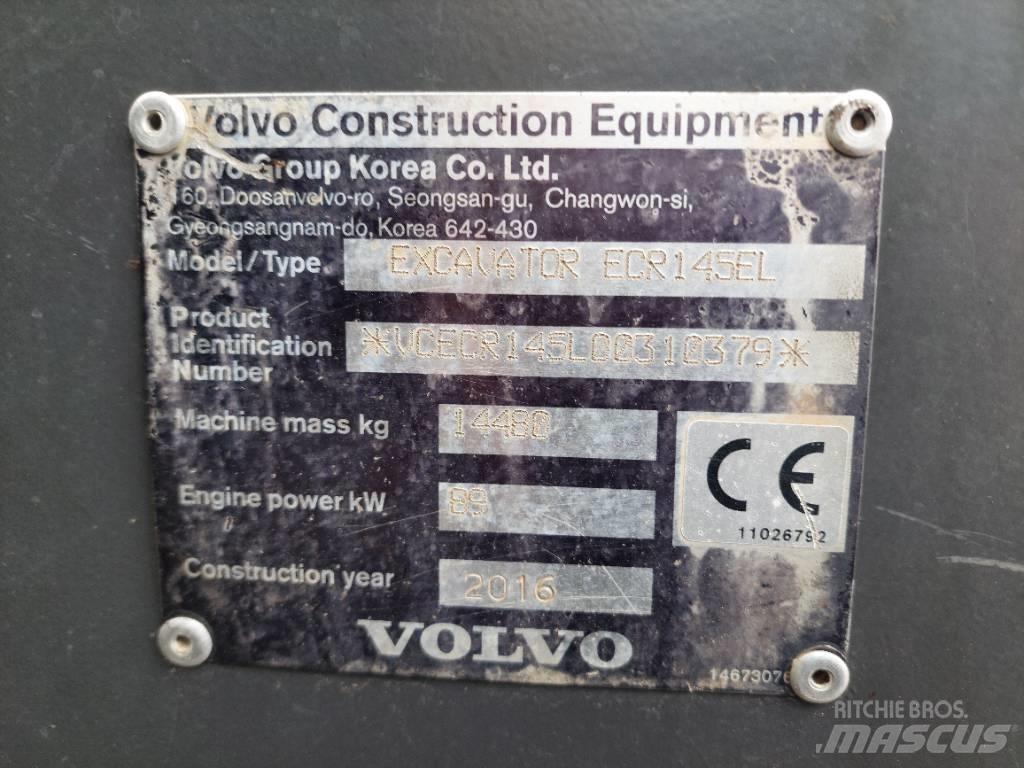 Volvo Construction Equipment
Volvo Group Korea Co. Ltd.
160, Doosanvolvo-ro, Seongsan-gu, Changwon-si,
Gyeongsangnam-do, Korea 642-430
Model/Type EXCAVATOR ECR145EL
Product
Identification
Number
*VCECR145L00310379*
Machine mass kg 14480
Engine power kW 89
CE
11026792
Construction year 2016
VOLVO
RITCHIE BROS.
MASCUS